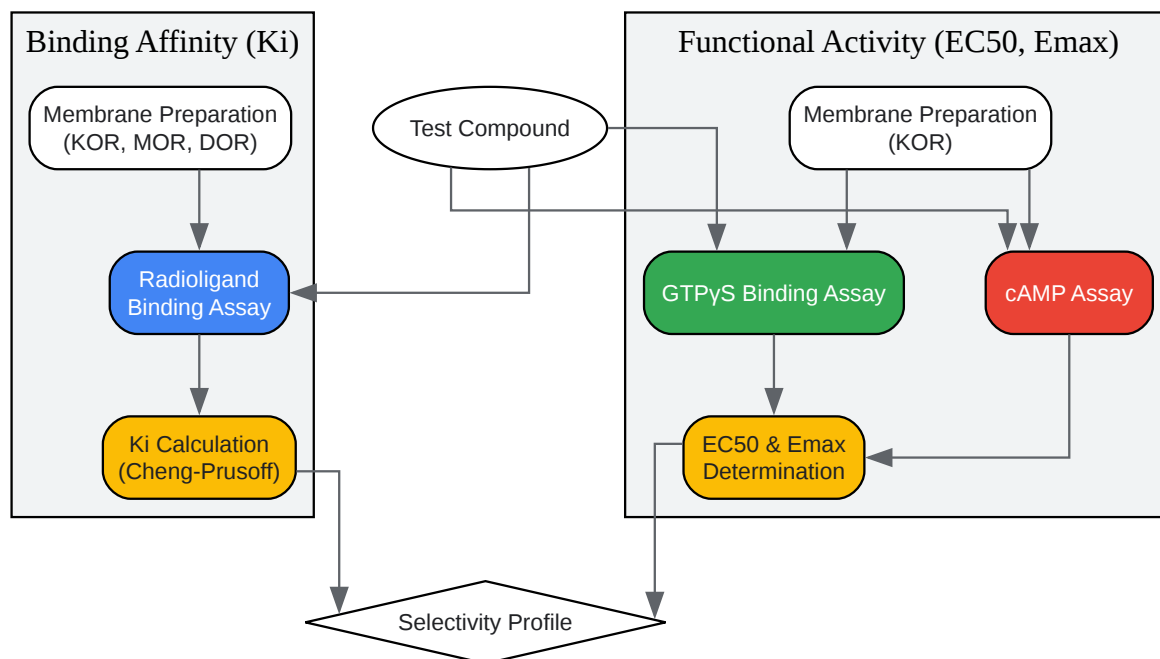 Binding Affinity (Ki)
Functional Activity (EC50, Emax)
Membrane Preparation
(KOR, MOR, DOR)
Test Compound
Membrane Preparation
(KOR)
Radioligand
Binding Assay
GTPγS Binding Assay
cAMP Assay
Ki Calculation
(Cheng-Prusoff)
EC50 & Emax
Determination
Selectivity Profile